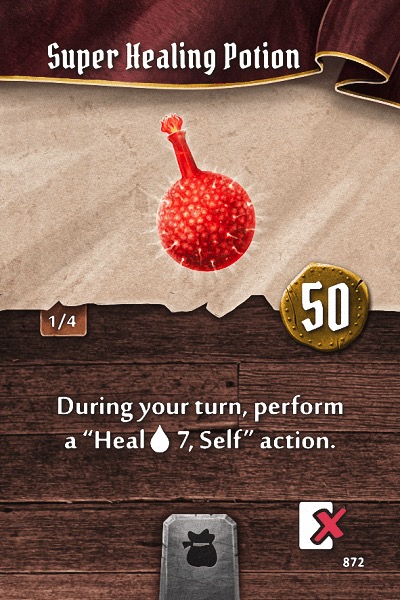 Super Healing Potion
50
1/4
During your turn, perform
a “Heal 7, Self” action.
872